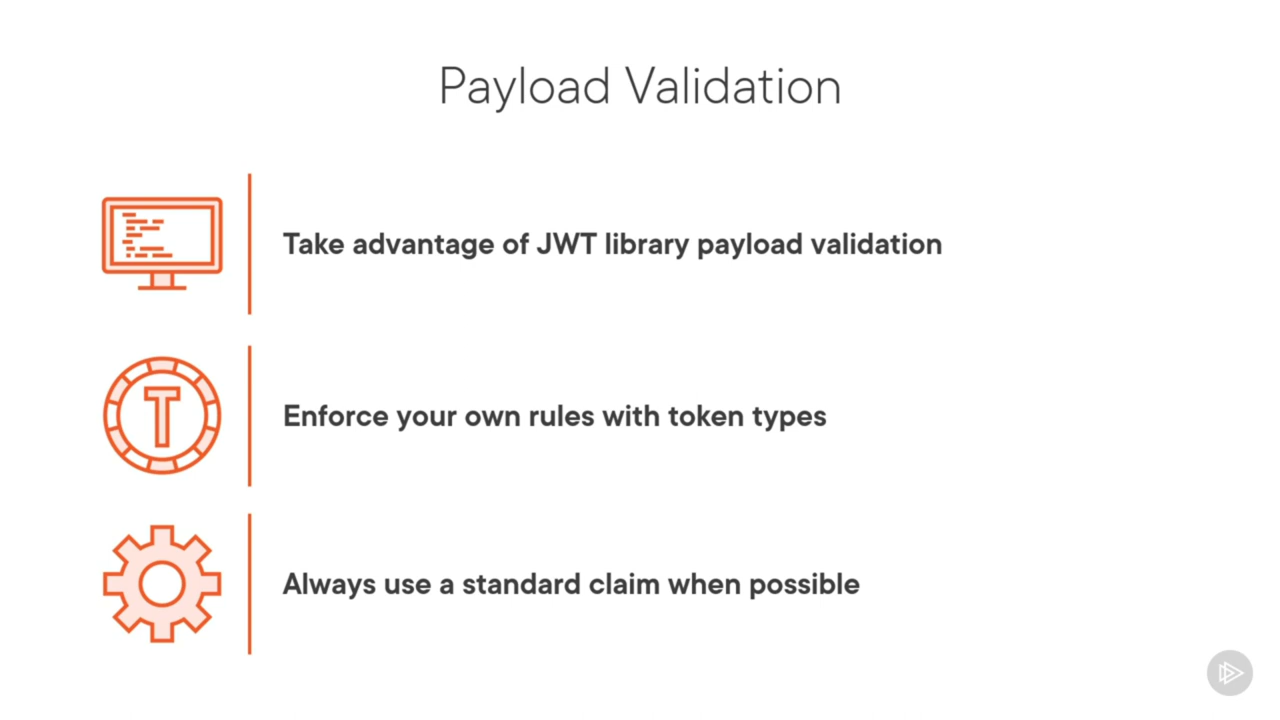 Payload Validation
Take advantage of JWT library payload validation
T
Enforce your own rules with token types
Always use a standard claim when possible